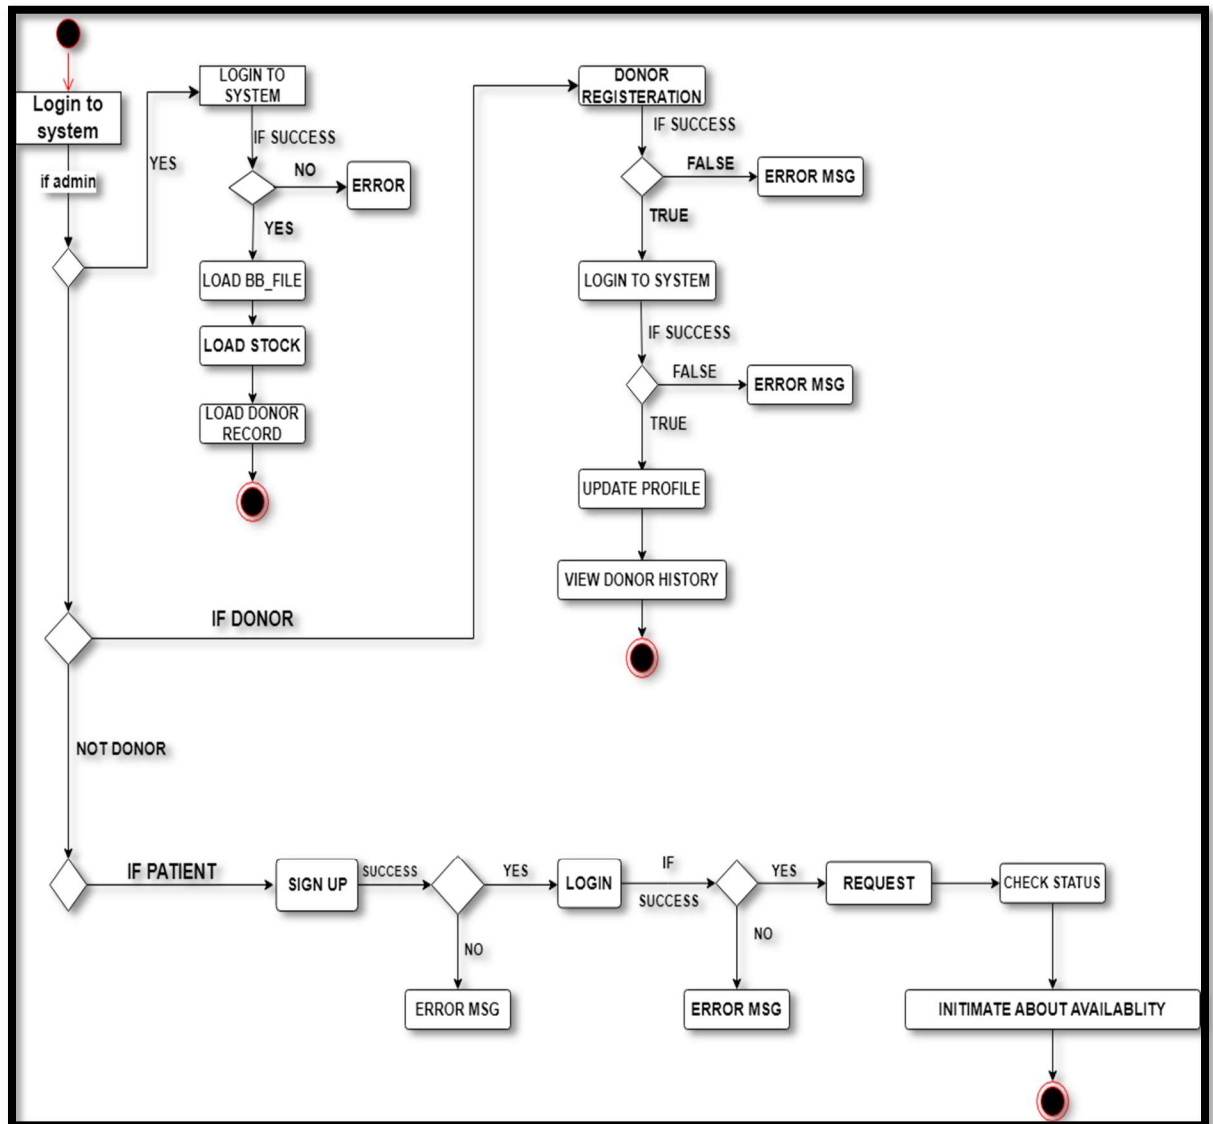 Login to
system
if admin
YES
LOGIN TO
SYSTEM
IF SUCCESS
NO
ERROR
YES
LOAD BB_FILE
LOAD STOCK
LOAD DONOR
RECORD
IF DONOR
DONOR
REGISTERATION
IF SUCCESS
FALSE
ERROR MSG
TRUE
LOGIN TO SYSTEM
IF SUCCESS
FALSE
ERROR MSG
TRUE
UPDATE PROFILE
VIEW DONOR HISTORY
NOT DONOR
IF PATIENT
SIGN UP
SUCCESS
YES
NO
ERROR MSG
LOGIN
IF
SUCCESS
YES
NO
ERROR MSG
REQUEST
CHECK STATUS
INITIMATE ABOUT AVAILABLITY